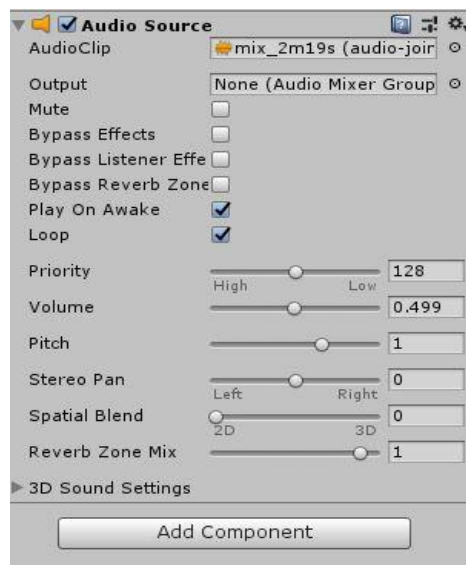 Audio Source
AudioClip mix_2m19s (audio-joir
Output None (Audio Mixer Group
Mute
Bypass Effects
Bypass Listener Effe
Bypass Reverb Zone
Play On Awake
Loop
Priority 128
High Low
Volume 0.499
Pitch 1
Stereo Pan 0
Left Right
Spatial Blend 0
2D 3D
Reverb Zone Mix 1
3D Sound Settings
Add Component